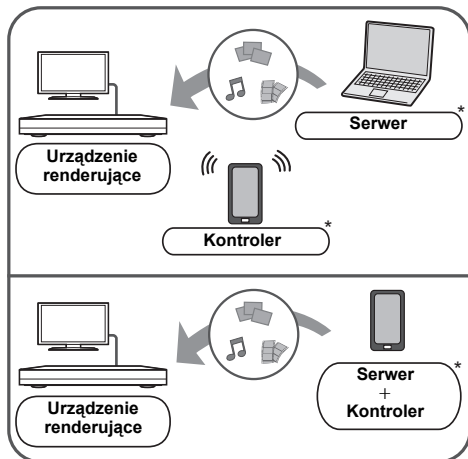 Serwer
*
Urządzenie
renderujące
Kontroler
*
Urządzenie
renderujące
Serwer
+
Kontroler
*